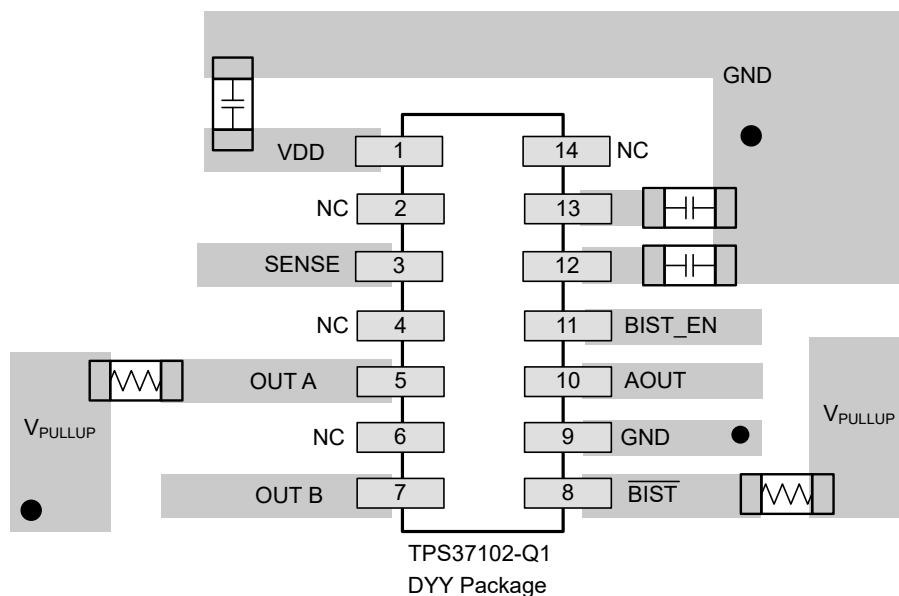 GND
VDD
1
14
NC
NC
2
13
SENSE
3
12
NC
4
11
BIST_EN
OUT A
5
10
AOUT
VPULLUP
NC
6
9
GND
VPULLUP
OUT B
7
8
BIST
TPS37102-Q1
DYY Package